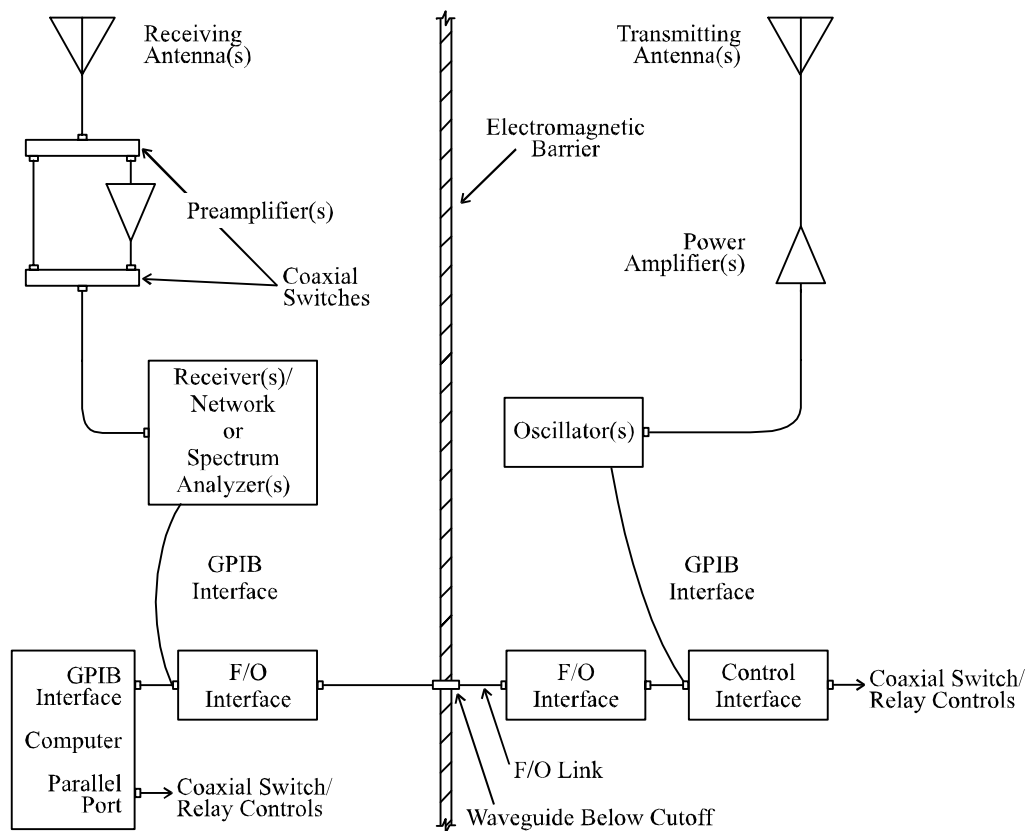 Receiving
Antenna(s)
Transmitting
Antenna(s)
Electromagnetic
Barrier
Preamplifier(s)
Power
Amplifier(s)
Coaxial
Switches
Receiver(s)/
Network
or
Spectrum
Analyzer(s)
Oscillator(s)
GPIB
Interface
GPIB
Interface
GPIB
Interface
Computer
Parallel
Port
F/O
Interface
F/O
Interface
Control
Interface
Coaxial Switch/
Relay Controls
F/O Link
Coaxial Switch/
Relay Controls
Waveguide Below Cutoff